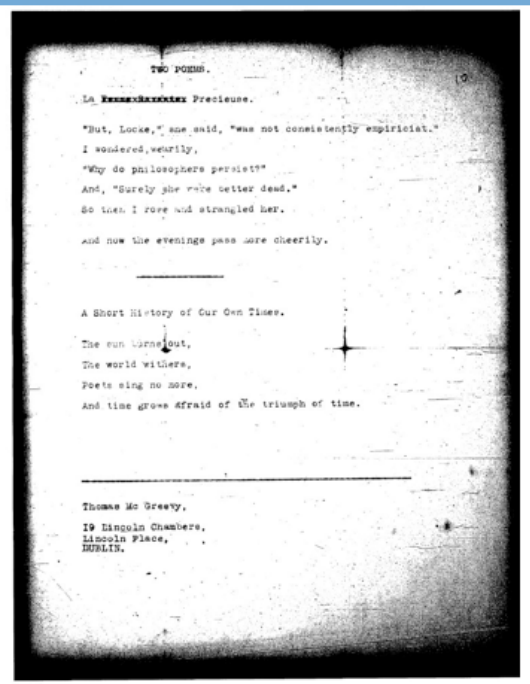 TWO POEMS.
La Precieuse.
"But, Locke," she said, "was not consistently empiricist."
I wondered, wearily,
"Why do philosophers persist?"
And, "Surely she were better dead."
So then I rose and strangled her.
And now the evenings pass more cheerily.
A Short History of Our Own Times.
The sun burns out,
The world withers,
Poets sing no more,
And time grows afraid of the triumph of time.
Thomas Mc Greevy,
19 Lincoln Chambers,
Lincoln Place,
DUBLIN.